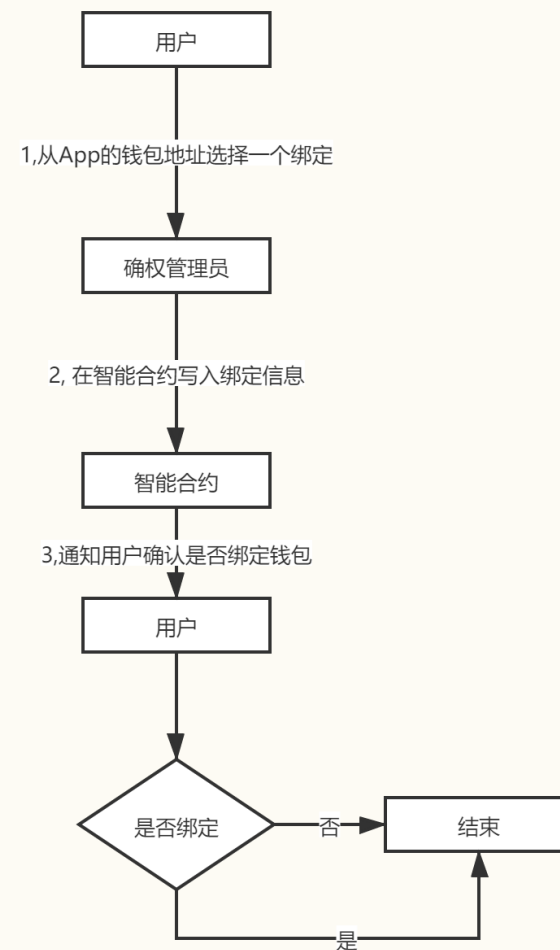 用户
1,从App的钱包地址选择一个绑定
确权管理员
2, 在智能合约写入绑定信息
智能合约
3,通知用户确认是否绑定钱包
用户
是否绑定
否
结束
是